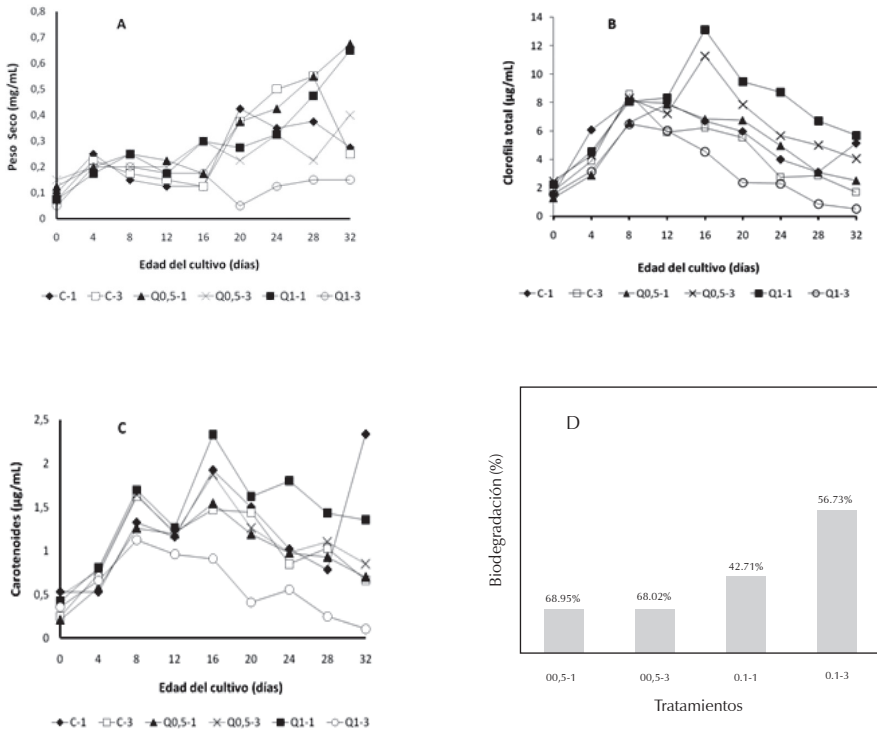 A
Peso Seco (mg/mL)
0,8
0,7
0,6
0,5
0,4
0,3
0,2
0,1
0
0 4 8 12 16 20 24 28 32
Edad del cultivo (días)
C-1 C-3 Q0,5-1 Q0,5-3 Q1-1 Q1-3
B
Clorofila total (µg/mL)
14
12
10
8
6
4
2
0
0 4 8 12 16 20 24 28 32
Edad del cultivo (días)
C-1 C-3 Q0,5-1 Q0,5-3 Q1-1 Q1-3
C
Carotenoides (µg/mL)
2,5
2
1,5
1
0,5
0
0 4 8 12 16 20 24 28 32
Edad del cultivo (días)
C-1 C-3 Q0,5-1 Q0,5-3 Q1-1 Q1-3
D
Biodegradación (%)
68.95% 68.02% 42.71% 56.73%
00,5-1 00,5-3 0.1-1 0.1-3
Tratamientos